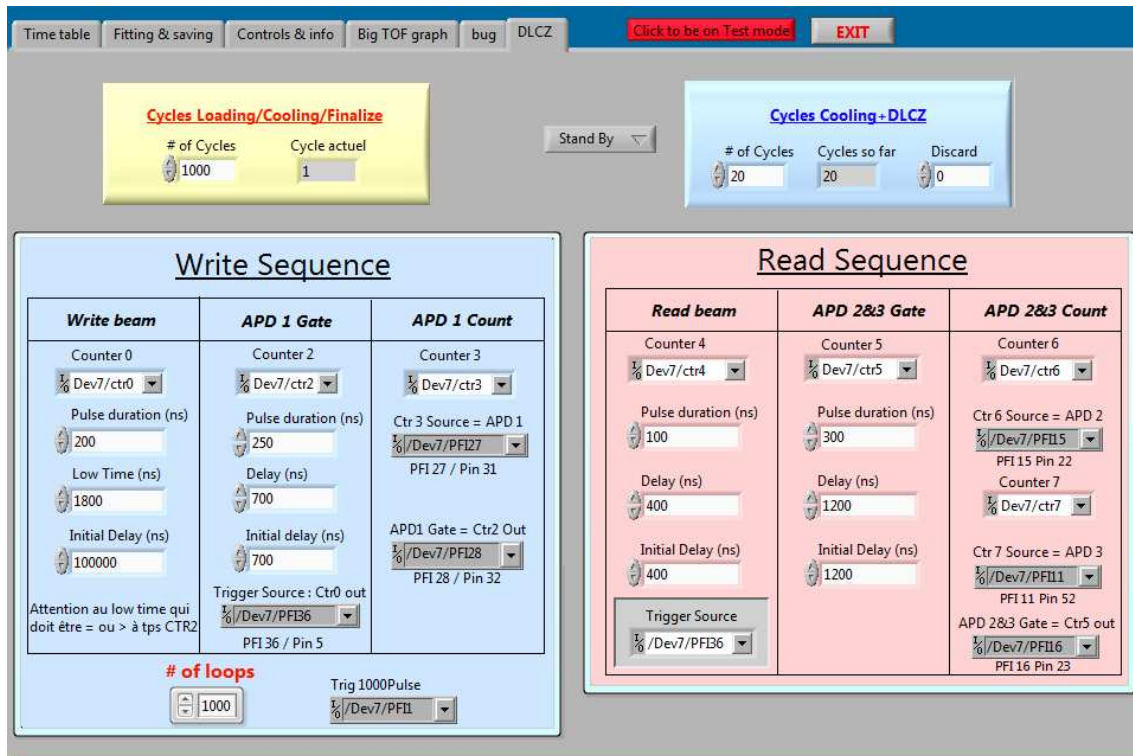 Time table
Fitting & saving
Controls & info
Big TOF graph
bug
DLCZ
Click to be on Test mode
EXIT
Cycles Loading/Cooling/Finalize
# of Cycles
Cycle actuel
1000
1
Stand By
Cycles Cooling+DLCZ
# of Cycles
Cycles so far
Discard
20
20
0
Write Sequence
Write beam
APD 1 Gate
APD 1 Count
Counter 0
Dev7/ctr0
Pulse duration (ns)
200
Low Time (ns)
1800
Initial Delay (ns)
100000
Attention au low time qui
doit être = ou > à tps CTR2
Counter 2
Dev7/ctr2
Pulse duration (ns)
250
Delay (ns)
700
Initial delay (ns)
700
Trigger Source : Ctr0 out
/Dev7/PFI36
PFI 36 / Pin 5
Counter 3
Dev7/ctr3
Ctr 3 Source = APD 1
/Dev7/PFI27
PFI 27 / Pin 31
APD1 Gate = Ctr2 Out
/Dev7/PFI28
PFI 28 / Pin 32
# of loops
1000
Trig 1000Pulse
/Dev7/PFI1
Read Sequence
Read beam
APD 2&3 Gate
APD 2&3 Count
Counter 4
Dev7/ctr4
Pulse duration (ns)
100
Delay (ns)
400
Initial Delay (ns)
400
Trigger Source
/Dev7/PFI36
Counter 5
Dev7/ctr5
Pulse duration (ns)
300
Delay (ns)
1200
Initial Delay (ns)
1200
Counter 6
Dev7/ctr6
Ctr 6 Source = APD 2
/Dev7/PFI15
PFI 15 Pin 22
Counter 7
Dev7/ctr7
Ctr 7 Source = APD 3
/Dev7/PFI11
PFI 11 Pin 52
APD 2&3 Gate = Ctr5 out
/Dev7/PFI16
PFI 16 Pin 23